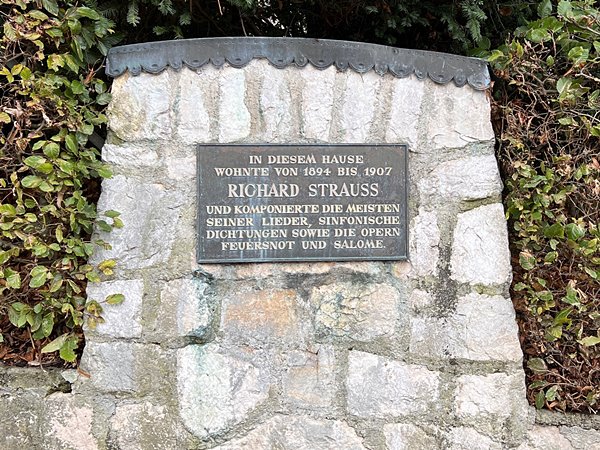 IN DIESEM HAUSE
WOHNTE VON 1894 BIS 1907
RICHARD STRAUSS
UND KOMPONIERTE DIE MEISTEN
SEINER LIEDER, SINFONISCHE
DICHTUNGEN SOWIE DIE OPERN
FEUERSNOT UND SALOME.